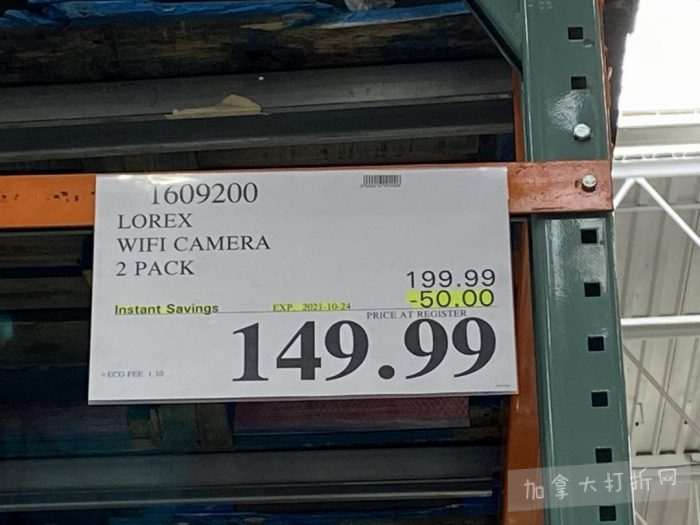 1609200
LOREX
WIFI CAMERA
2 PACK
199.99
-50.00
Instant Savings EXP. 2021-10-24
PRICE AT REGISTER
149.99
+ECO FEE 1.10
加拿大打折网